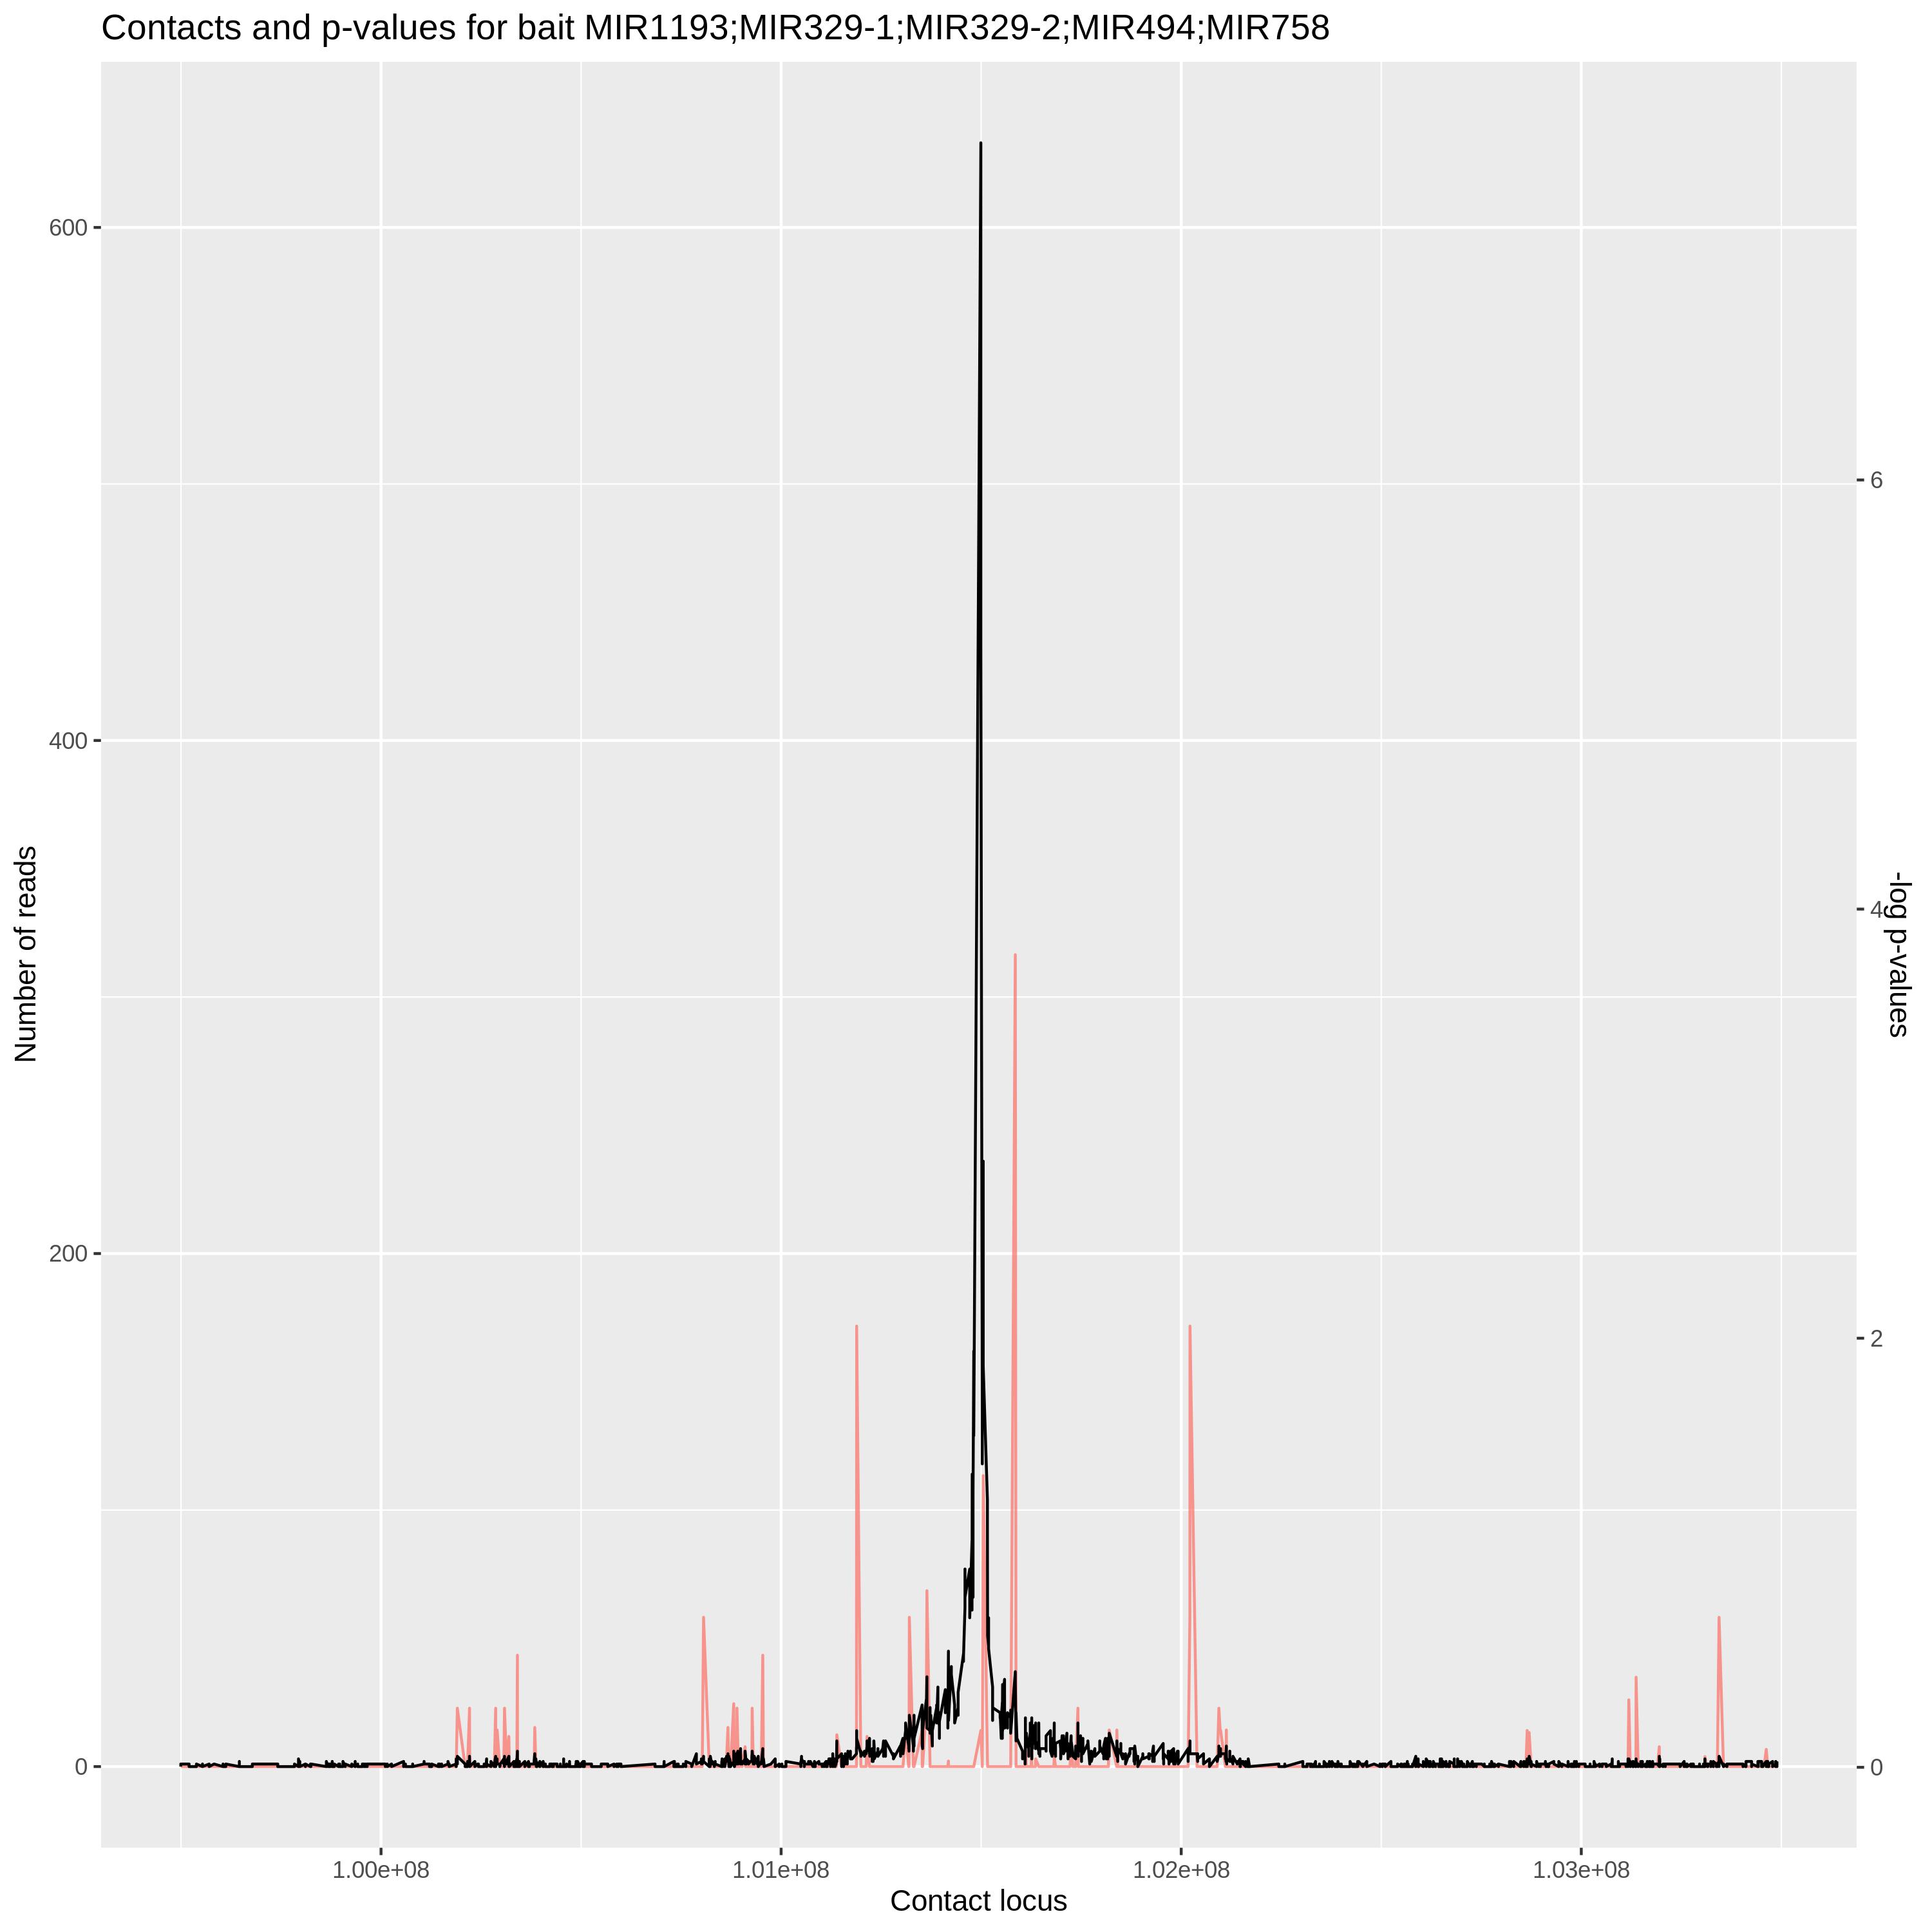 Contacts and p-values for bait MIR1193;MIR329-1;MIR329-2;MIR494;MIR758
600
400
200
0
Number of reads
6
4
2
0
-log p-values
1.00e+08 1.01e+08 1.02e+08 1.03e+08
Contact locus